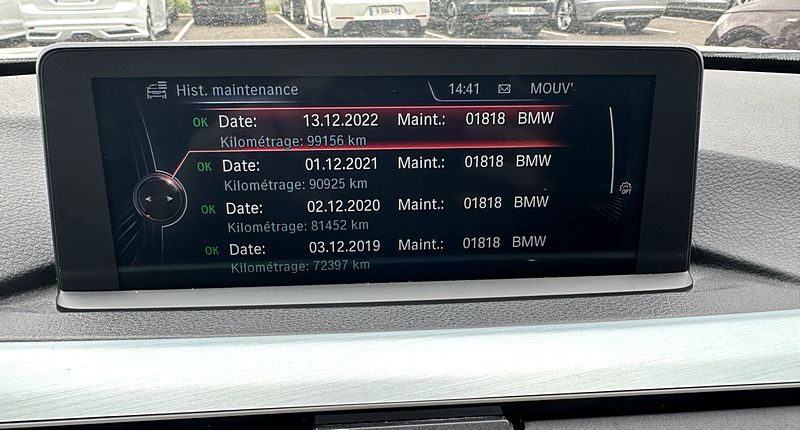 Hist. maintenance 14:41 MOUV'
OK Date: 13.12.2022 Maint.: 01818 BMW
Kilométrage: 99156 km
OK Date: 01.12.2021 Maint.: 01818 BMW
Kilométrage: 90925 km
OK Date: 02.12.2020 Maint.: 01818 BMW
Kilométrage: 81452 km
OK Date: 03.12.2019 Maint.: 01818 BMW
Kilométrage: 72397 km
OPT